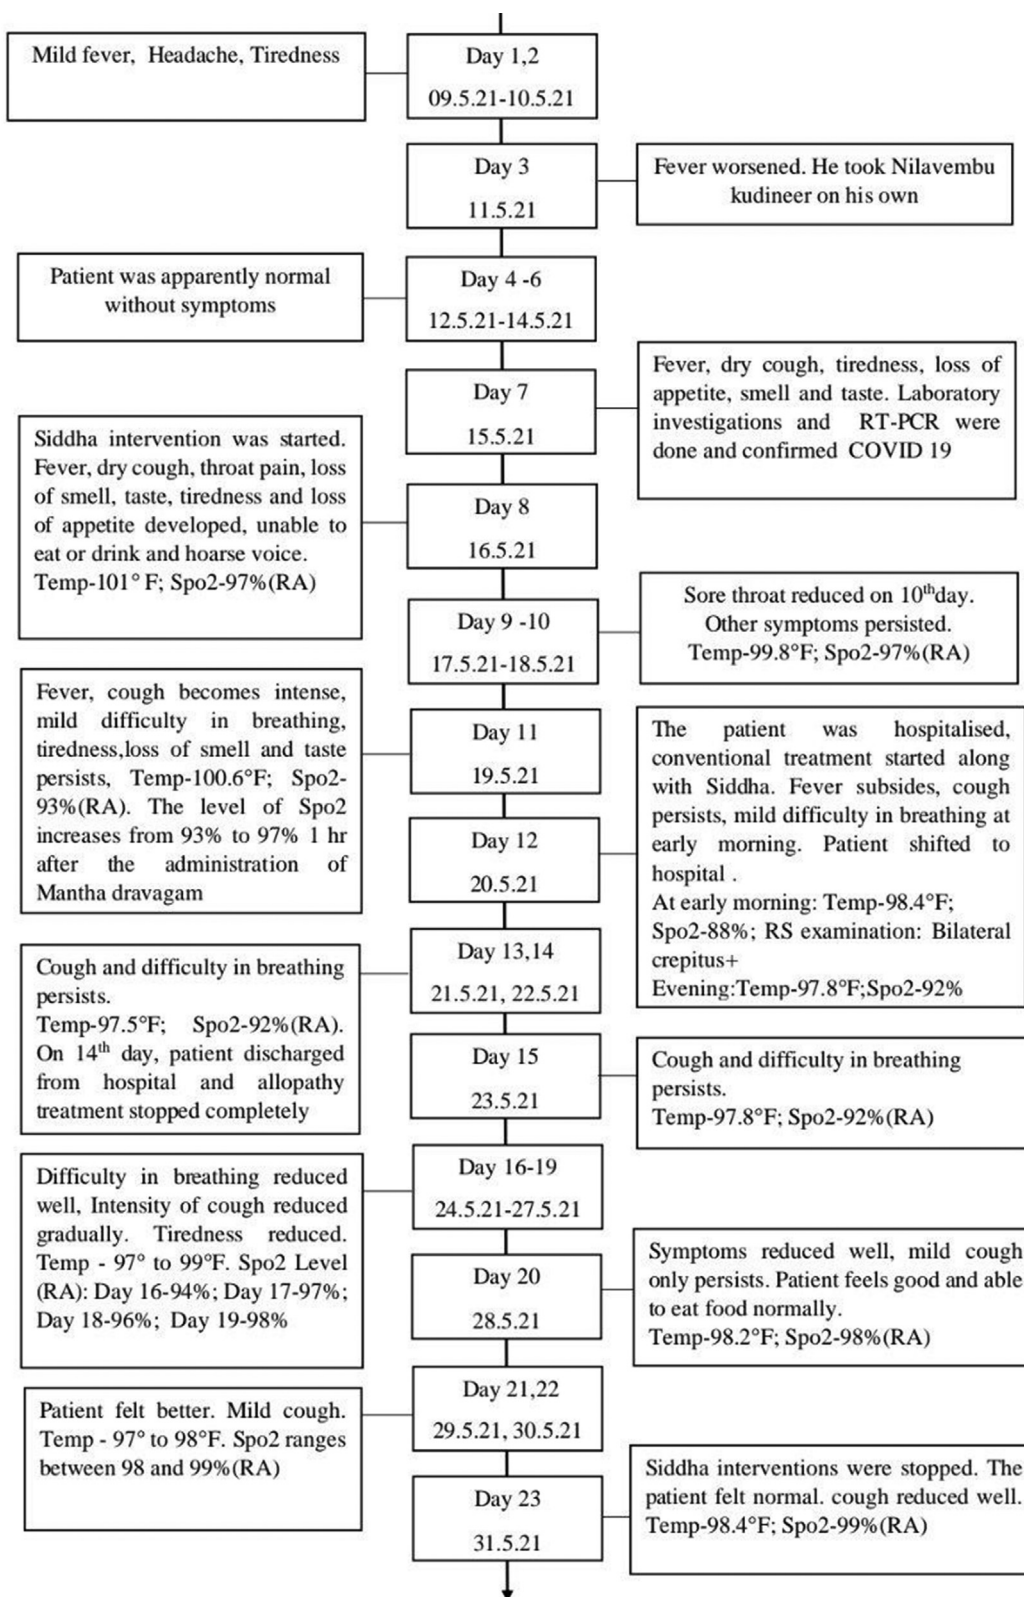 Mild fever, Headache, Tiredness
Day 1,2
09.5.21-10.5.21
Day 3
11.5.21
Fever worsened. He took Nilavembu
kudineer on his own
Patient was apparently normal
without symptoms
Day 4 -6
12.5.21-14.5.21
Day 7
15.5.21
Fever, dry cough, tiredness, loss of
appetite, smell and taste. Laboratory
investigations and RT-PCR were
done and confirmed COVID 19
Siddha intervention was started.
Fever, dry cough, throat pain, loss
of smell, taste, tiredness and loss
of appetite developed, unable to
eat or drink and hoarse voice.
Temp-101° F; Spo2-97%(RA)
Day 8
16.5.21
Day 9 -10
17.5.21-18.5.21
Sore throat reduced on 10thday.
Other symptoms persisted.
Temp-99.8°F; Spo2-97%(RA)
Fever, cough becomes intense,
mild difficulty in breathing,
tiredness,loss of smell and taste
persists, Temp-100.6°F; Spo2-
93%(RA). The level of Spo2
increases from 93% to 97% 1 hr
after the administration of
Mantha dravagam
Day 11
19.5.21
Day 12
20.5.21
The patient was hospitalised,
conventional treatment started along
with Siddha. Fever subsides, cough
persists, mild difficulty in breathing at
early morning. Patient shifted to
hospital .
At early morning: Temp-98.4°F;
Spo2-88%; RS examination: Bilateral
crepitus+
Evening:Temp-97.8°F;Spo2-92%
Cough and difficulty in breathing
persists.
Temp-97.5°F; Spo2-92%(RA).
On 14th day, patient discharged
from hospital and allopathy
treatment stopped completely
Day 13,14
21.5.21, 22.5.21
Day 15
23.5.21
Cough and difficulty in breathing
persists.
Temp-97.8°F; Spo2-92%(RA)
Difficulty in breathing reduced
well, Intensity of cough reduced
gradually. Tiredness reduced.
Temp - 97° to 99°F. Spo2 Level
(RA): Day 16-94%; Day 17-97%;
Day 18-96%; Day 19-98%
Day 16-19
24.5.21-27.5.21
Day 20
28.5.21
Symptoms reduced well, mild cough
only persists. Patient feels good and able
to eat food normally.
Temp-98.2°F; Spo2-98%(RA)
Patient felt better. Mild cough.
Temp - 97° to 98°F. Spo2 ranges
between 98 and 99%(RA)
Day 21,22
29.5.21, 30.5.21
Day 23
31.5.21
Siddha interventions were stopped. The
patient felt normal. cough reduced well.
Temp-98.4°F; Spo2-99%(RA)